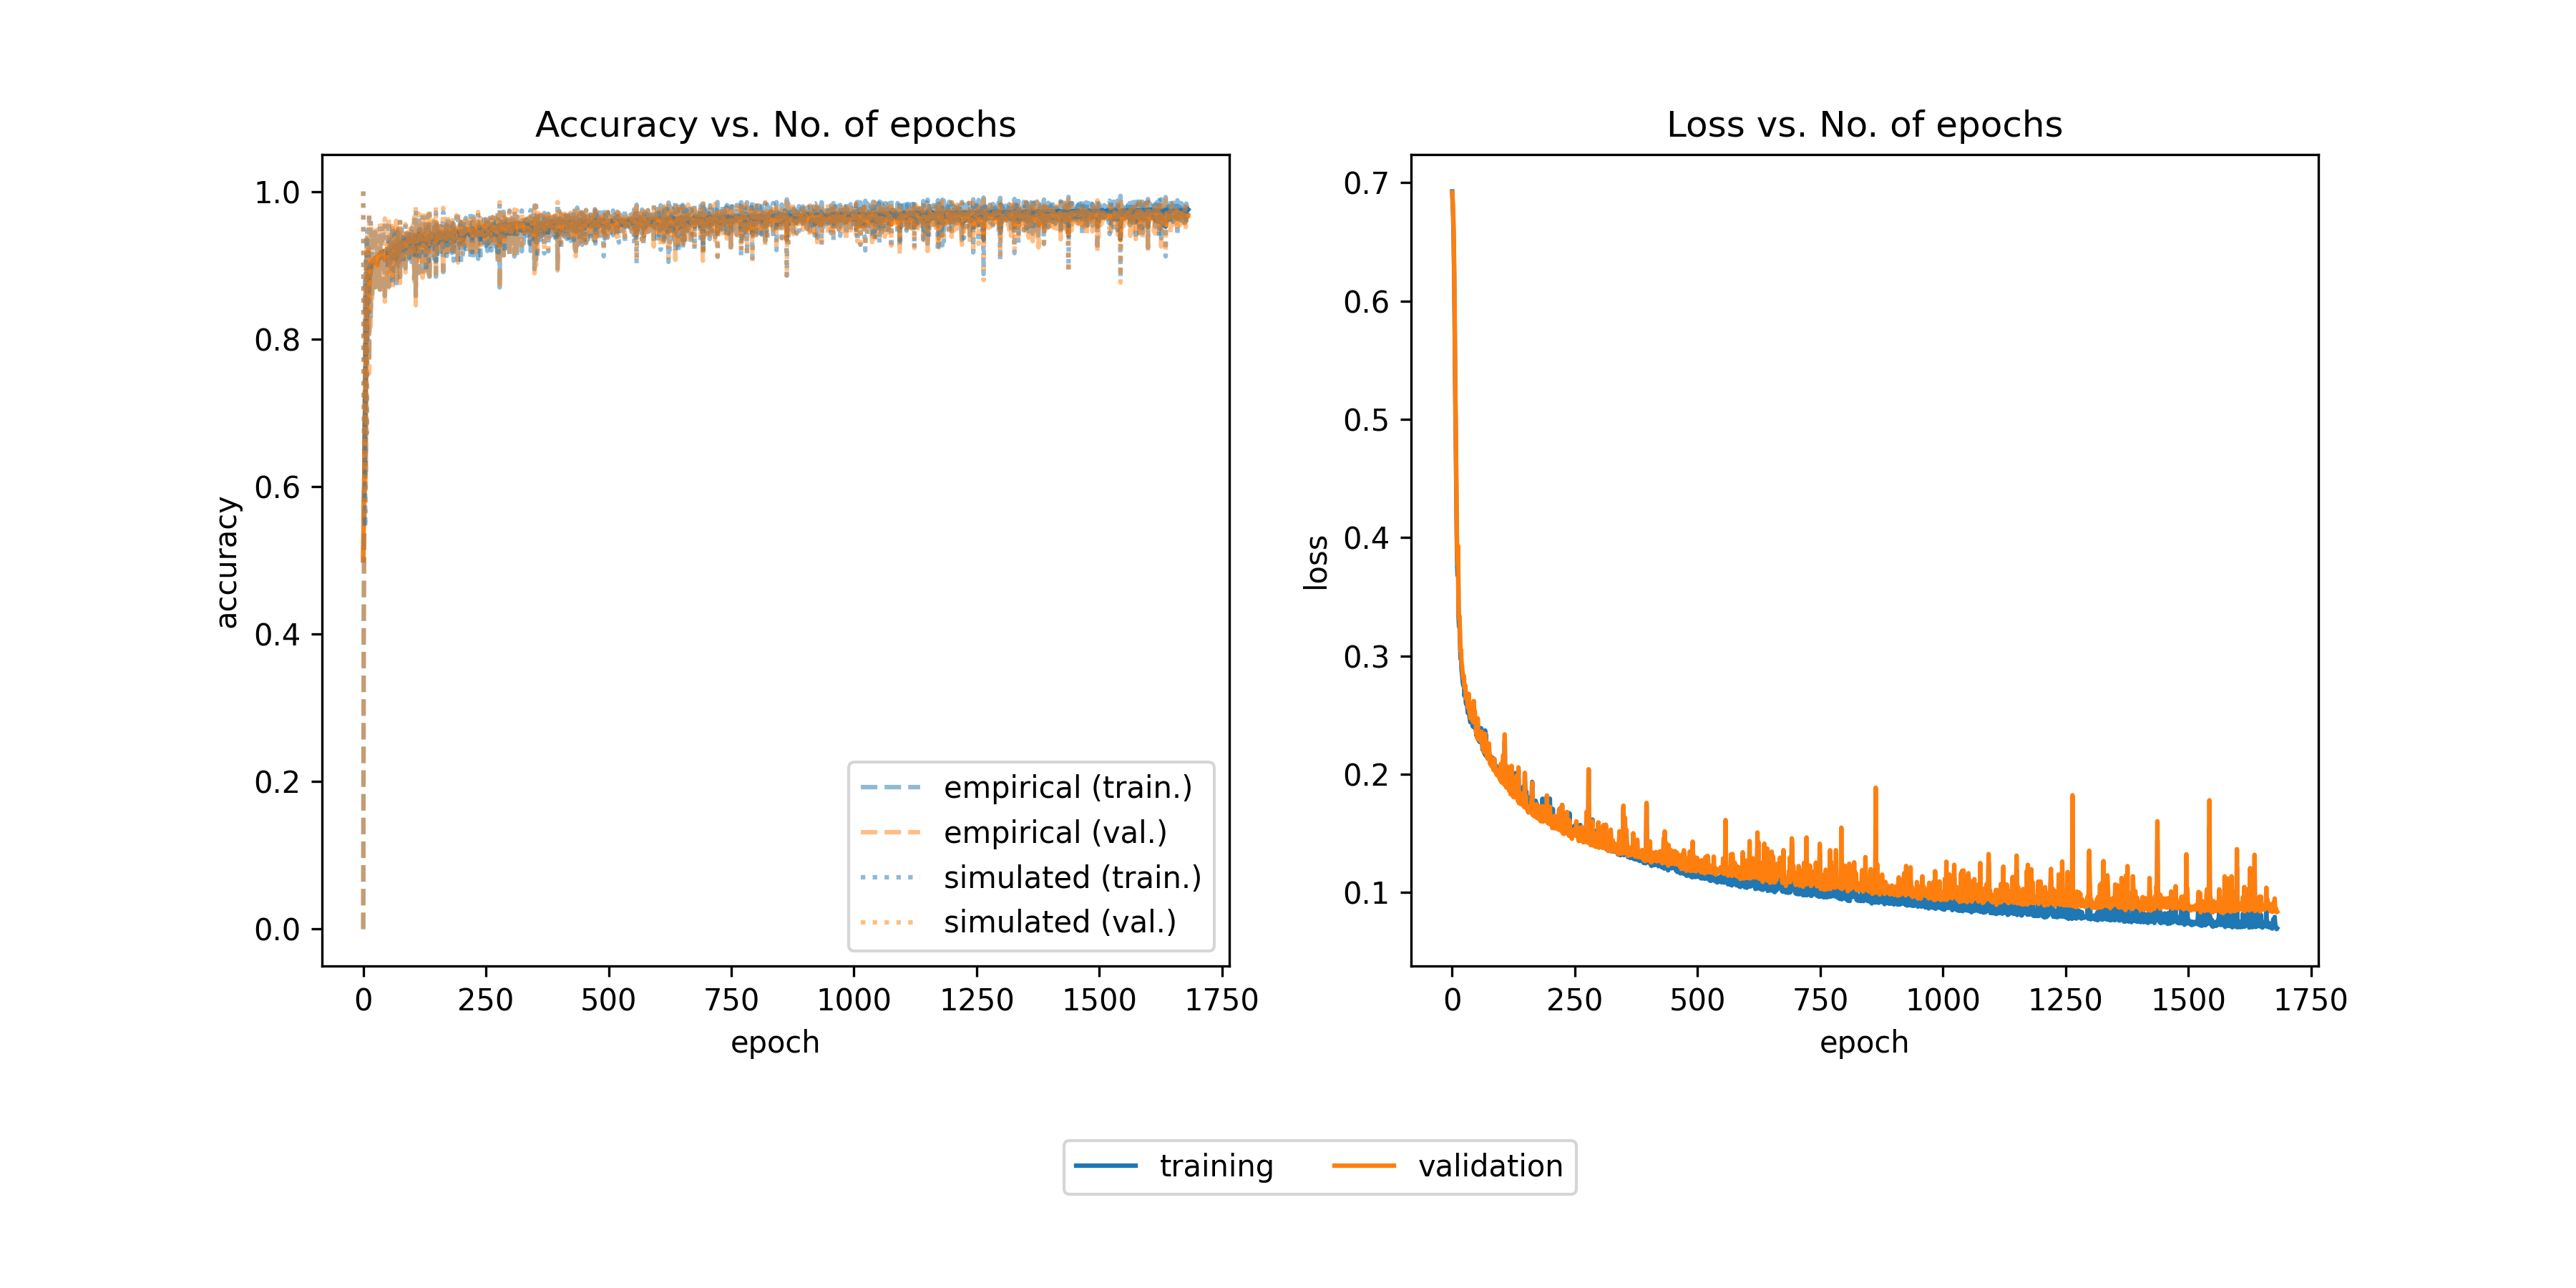 Accuracy vs. No. of epochs
1.0
0.8
0.6
0.4
0.2
0.0
accuracy
empirical (train.)
empirical (val.)
simulated (train.)
simulated (val.)
0 250 500 750 1000 1250 1500 1750
epoch
Loss vs. No. of epochs
0.7
0.6
0.5
0.4
0.3
0.2
0.1
loss
0 250 500 750 1000 1250 1500 1750
epoch
training validation